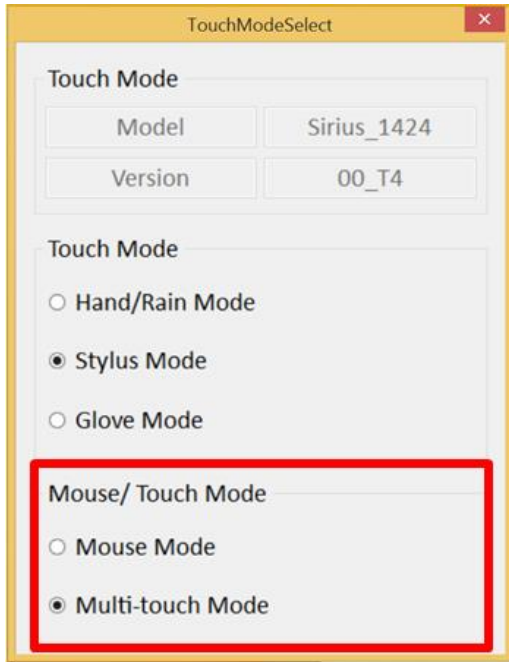 TouchModeSelect
Touch Mode
Model Sirius_1424
Version 00_T4
Touch Mode
Hand/Rain Mode
Stylus Mode
Glove Mode
Mouse/ Touch Mode
Mouse Mode
Multi-touch Mode